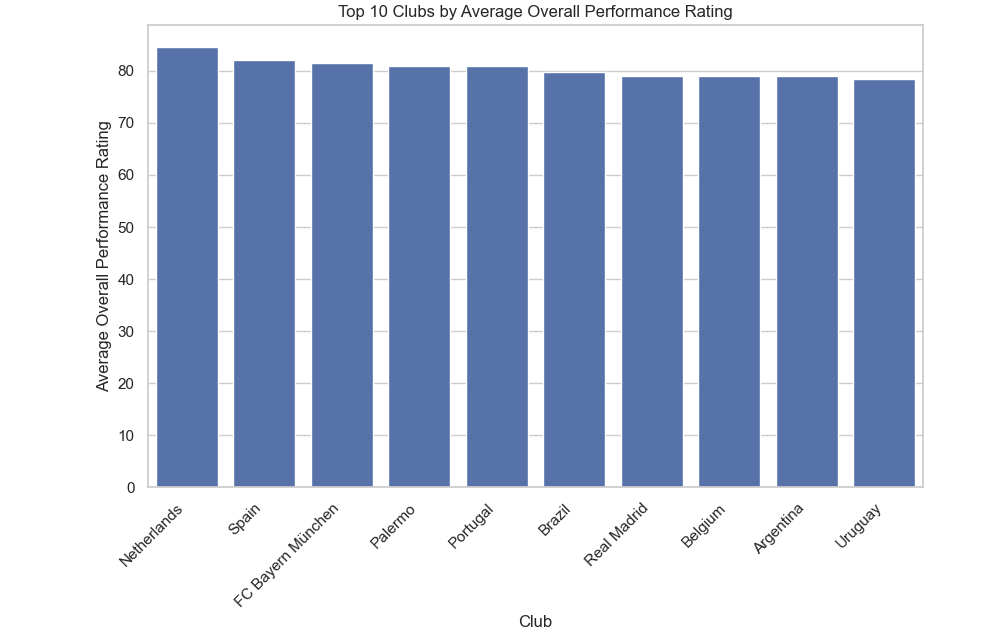 Top 10 Clubs by Average Overall Performance Rating
Average Overall Performance Rating
80
70
60
50
40
30
20
10
0
Netherlands
Spain
FC Bayern München
Palermo
Portugal
Brazil
Real Madrid
Belgium
Argentina
Uruguay
Club